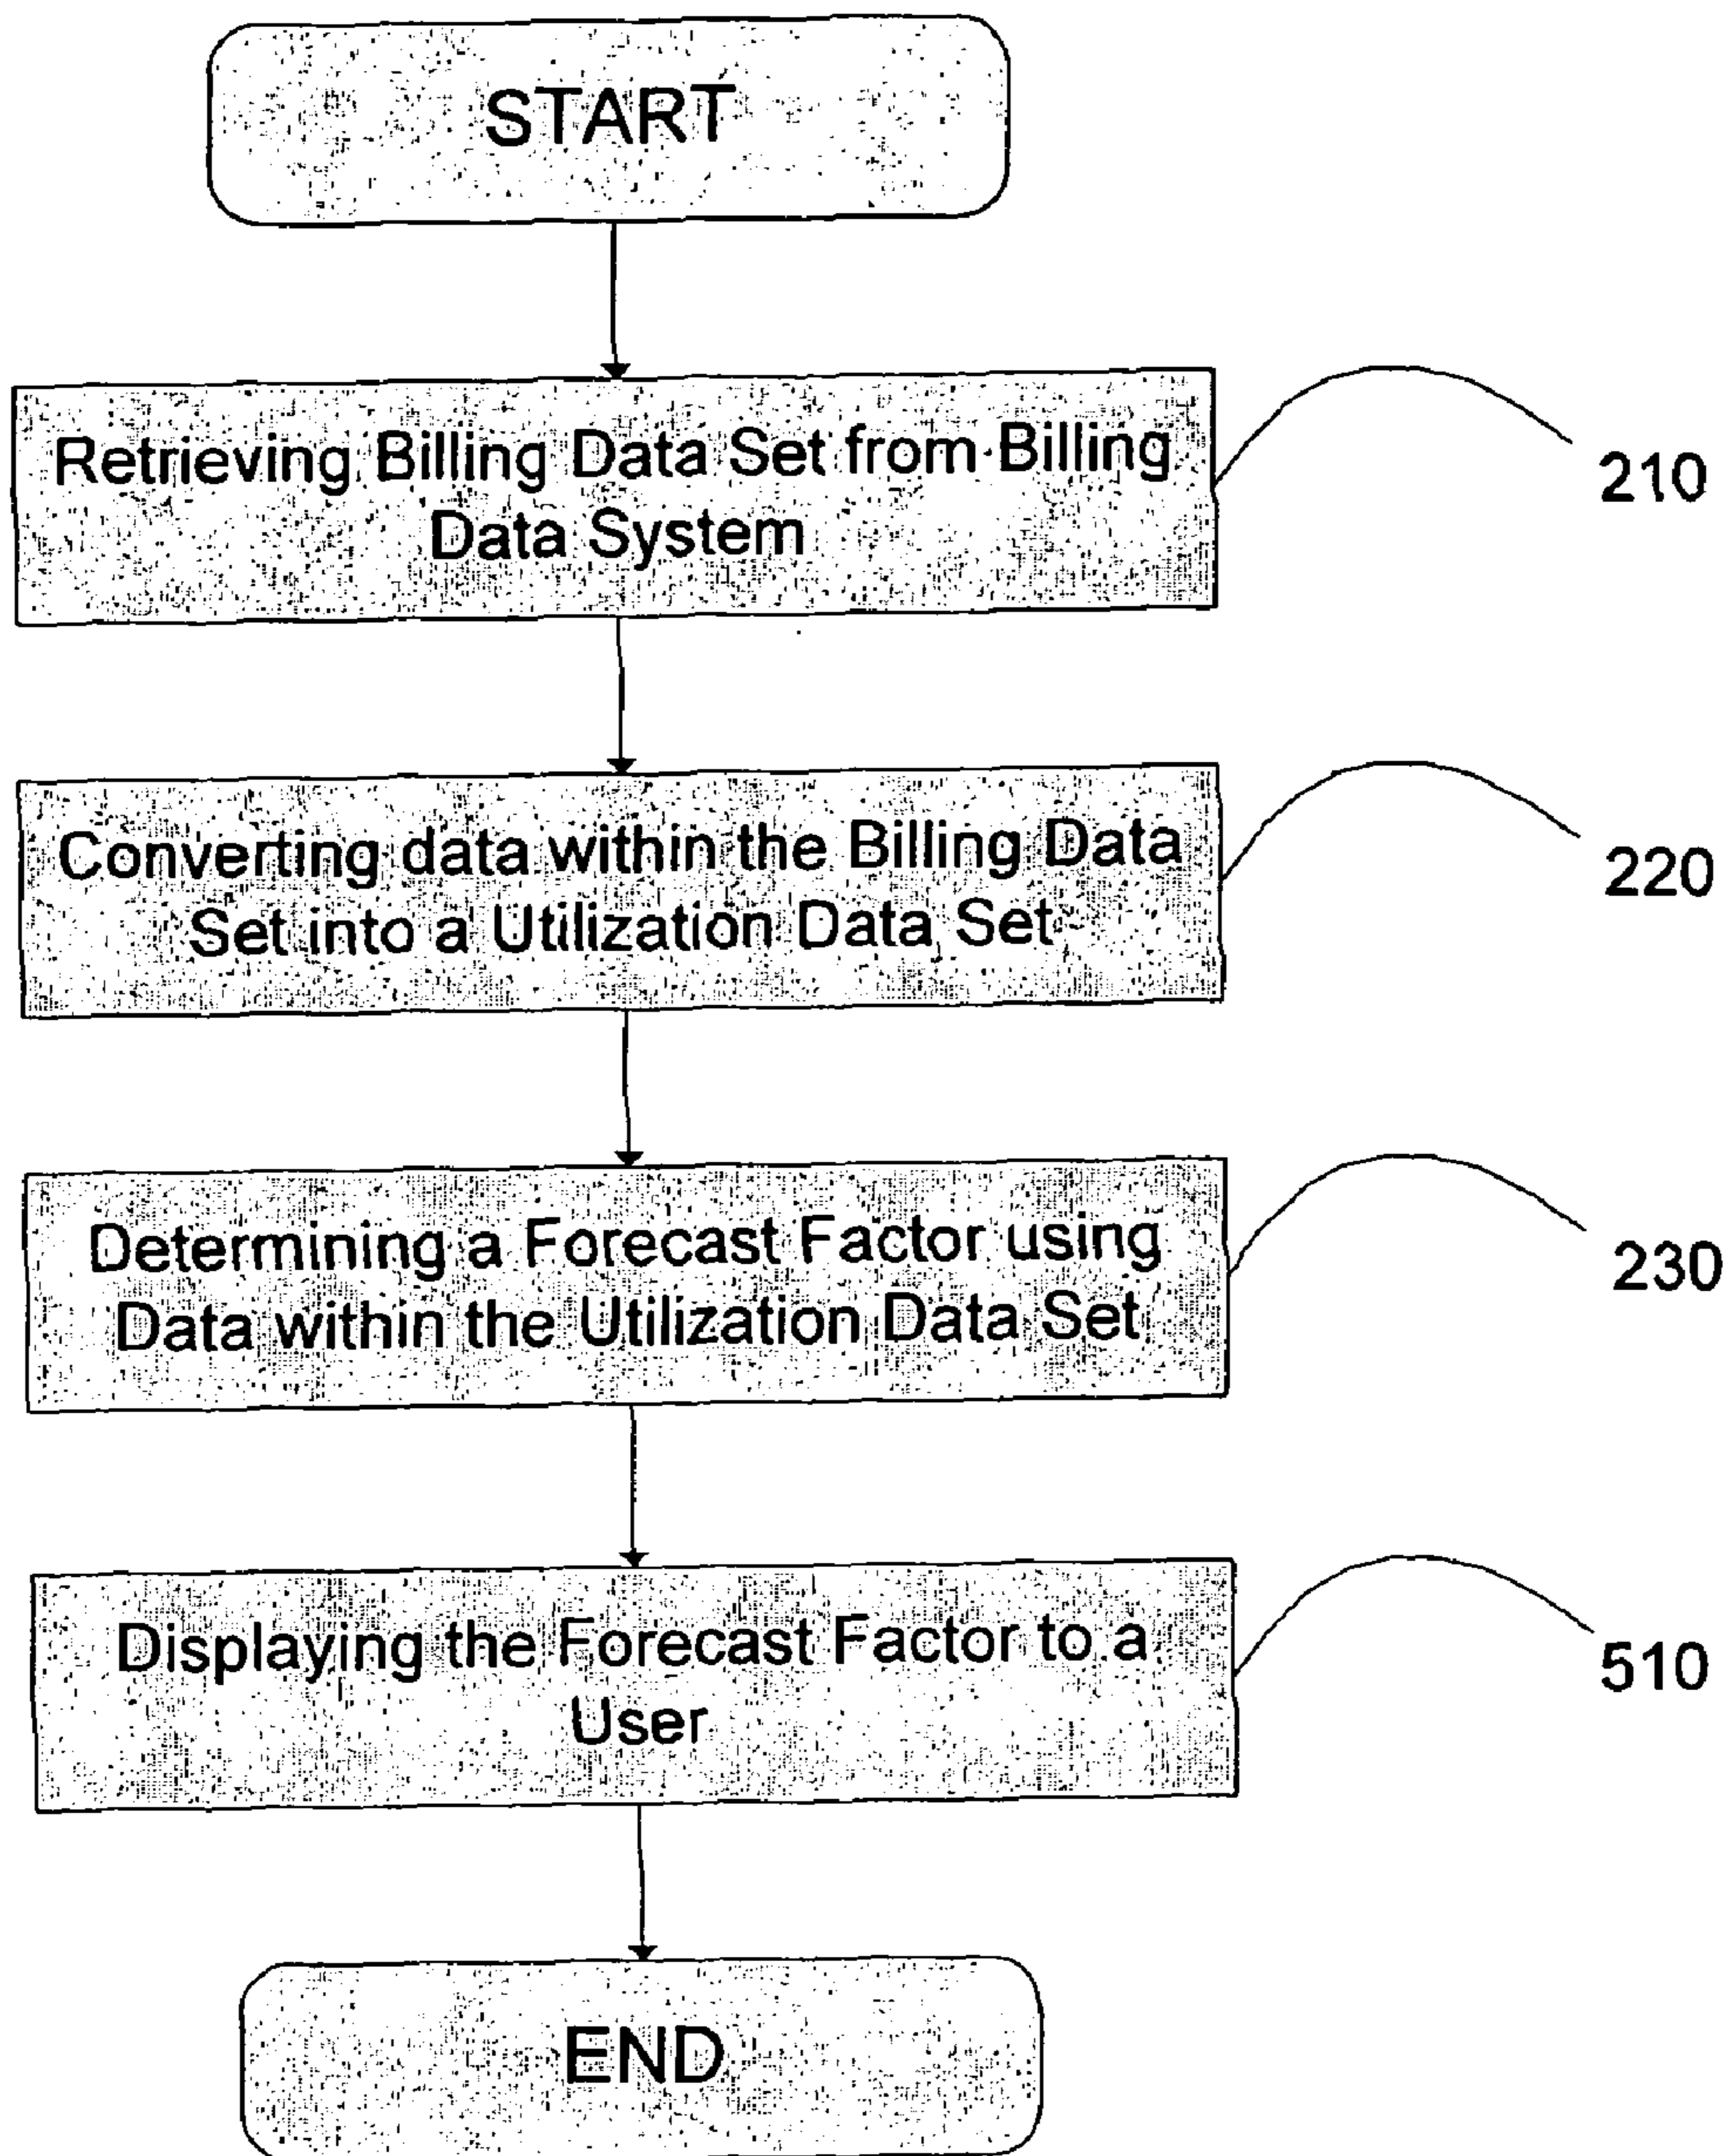 START
Retrieving Billing Data Set from Billing
Data System
210
Converting data within the Billing Data
Set into a Utilization Data Set
220
Determining a Forecast Factor using
Data within the Utilization Data Set
230
Displaying the Forecast Factor to a
User
510
END